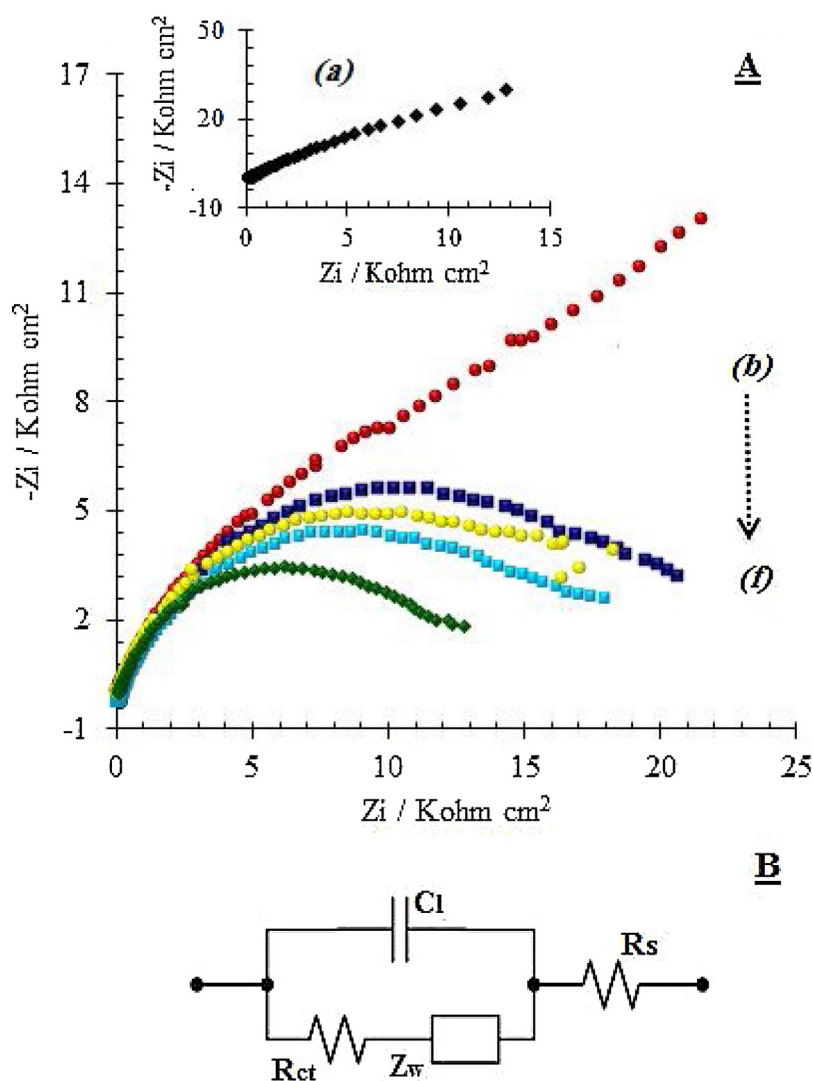 A
50
20
-10
-Zi / Kohm cm²
(a)
0 5 10 15
Zi / Kohm cm²
17
14
11
8
5
2
-1
-Zi / Kohm cm²
(b)
(f)
0 5 10 15 20 25
Zi / Kohm cm²
B
Cl
Rs
Rct
Zw